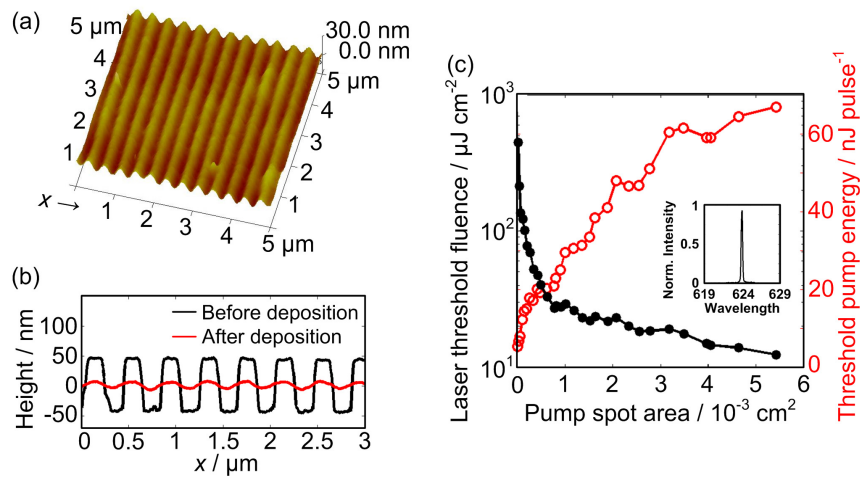 (a)
30.0 nm
0.0 nm
5 µm
4
3
2
1
x →
1
2
3
4
5 µm
1
2
3
4
5 µm
(b)
Height / nm
100
50
0
-50
Before deposition
After deposition
0
0.5
1
1.5
2
2.5
3
x / µm
(c)
Laser threshold fluence / µJ cm⁻²
10³
10²
10¹
Threshold pump energy / nJ pulse⁻¹
60
40
20
0
0
1
2
3
4
5
6
Pump spot area / 10⁻³ cm²
Norm. Intensity
1
0.5
0
619
624
629
Wavelength